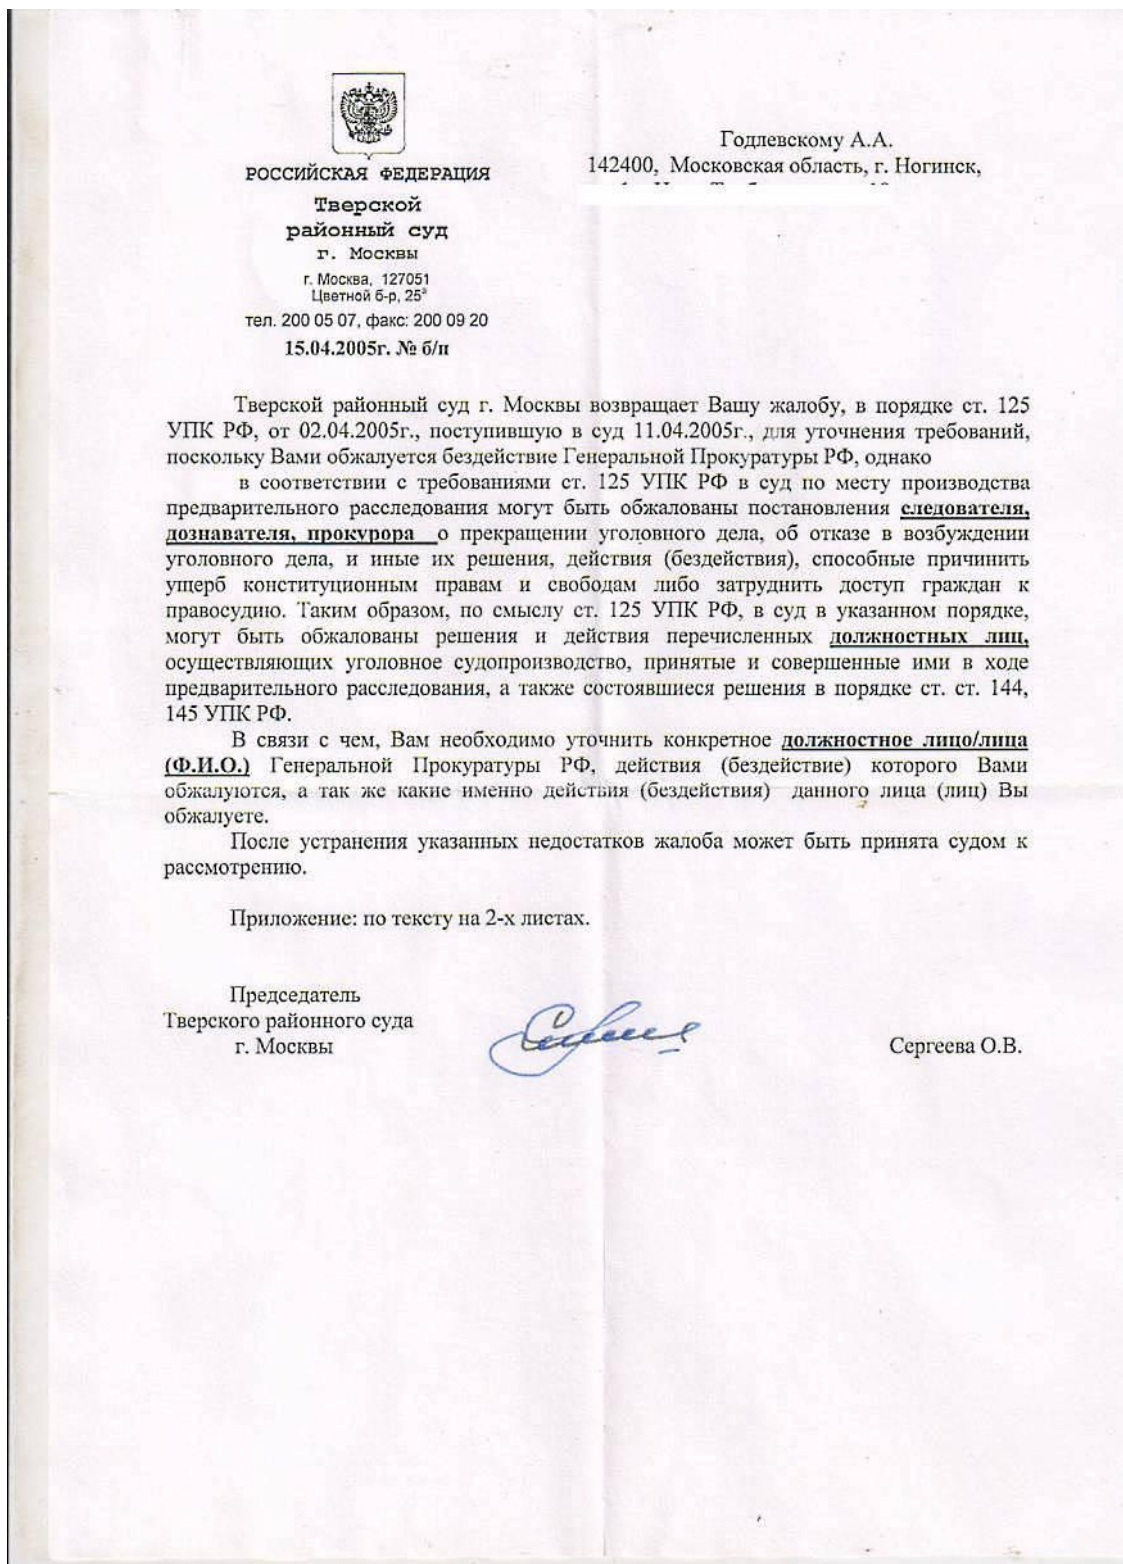 РОССИЙСКАЯ ФЕДЕРАЦИЯ
Тверской
районный суд
г. Москвы
г. Москва, 127051
Цветной б-р, 25ª
тел. 200 05 07, факс: 200 09 20
15.04.2005г. № б/п
Годлевскому А.А.
142400, Московская область, г. Ногинск,
Тверской районный суд г. Москвы возвращает Вашу жалобу, в порядке ст. 125
УПК РФ, от 02.04.2005г., поступившую в суд 11.04.2005г., для уточнения требований,
поскольку Вами обжалуется бездействие Генеральной Прокуратуры РФ, однако
в соответствии с требованиями ст. 125 УПК РФ в суд по месту производства
предварительного расследования могут быть обжалованы постановления следователя,
дознавателя, прокурора о прекращении уголовного дела, об отказе в возбуждении
уголовного дела, и иные их решения, действия (бездействия), способные причинить
ущерб конституционным правам и свободам либо затруднить доступ граждан к
правосудию. Таким образом, по смыслу ст. 125 УПК РФ, в суд в указанном порядке,
могут быть обжалованы решения и действия перечисленных должностных лиц,
осуществляющих уголовное судопроизводство, принятые и совершенные ими в ходе
предварительного расследования, а также состоявшиеся решения в порядке ст. ст. 144,
145 УПК РФ.
В связи с чем, Вам необходимо уточнить конкретное должностное лицо/лица
(Ф.И.О.) Генеральной Прокуратуры РФ, действия (бездействие) которого Вами
обжалуются, а так же какие именно действия (бездействия) данного лица (лиц) Вы
обжалуете.
После устранения указанных недостатков жалоба может быть принята судом к
рассмотрению.
Приложение: по тексту на 2-х листах.
Председатель
Тверского районного суда
г. Москвы
Сергеева О.В.